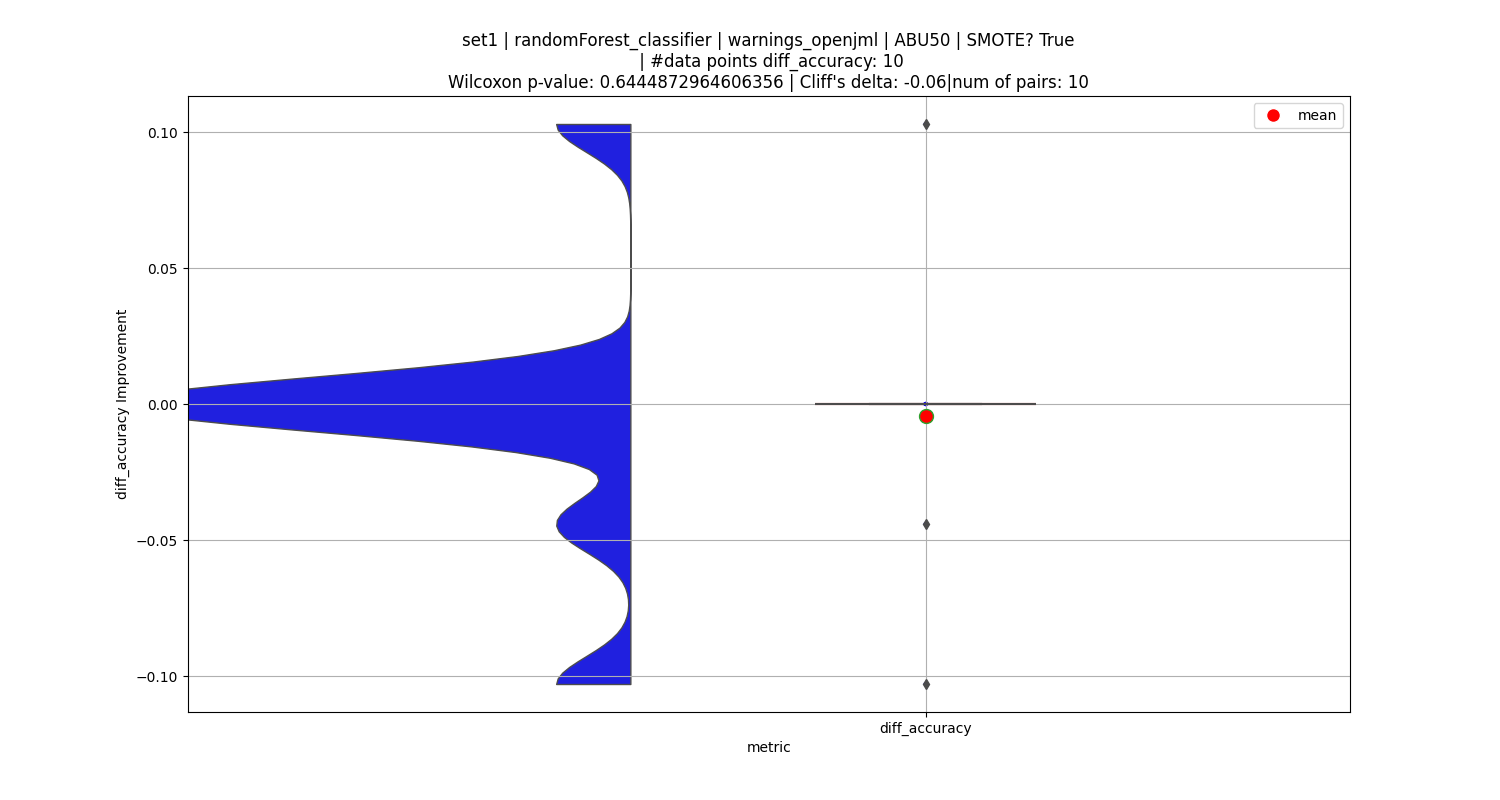 set1 | randomForest_classifier | warnings_openjml | ABU50 | SMOTE? True
| #data points diff_accuracy: 10
Wilcoxon p-value: 0.6444872964606356 | Cliff's delta: -0.06|num of pairs: 10
mean
0.10
0.05
0.00
−0.05
−0.10
diff_accuracy Improvement
diff_accuracy
metric